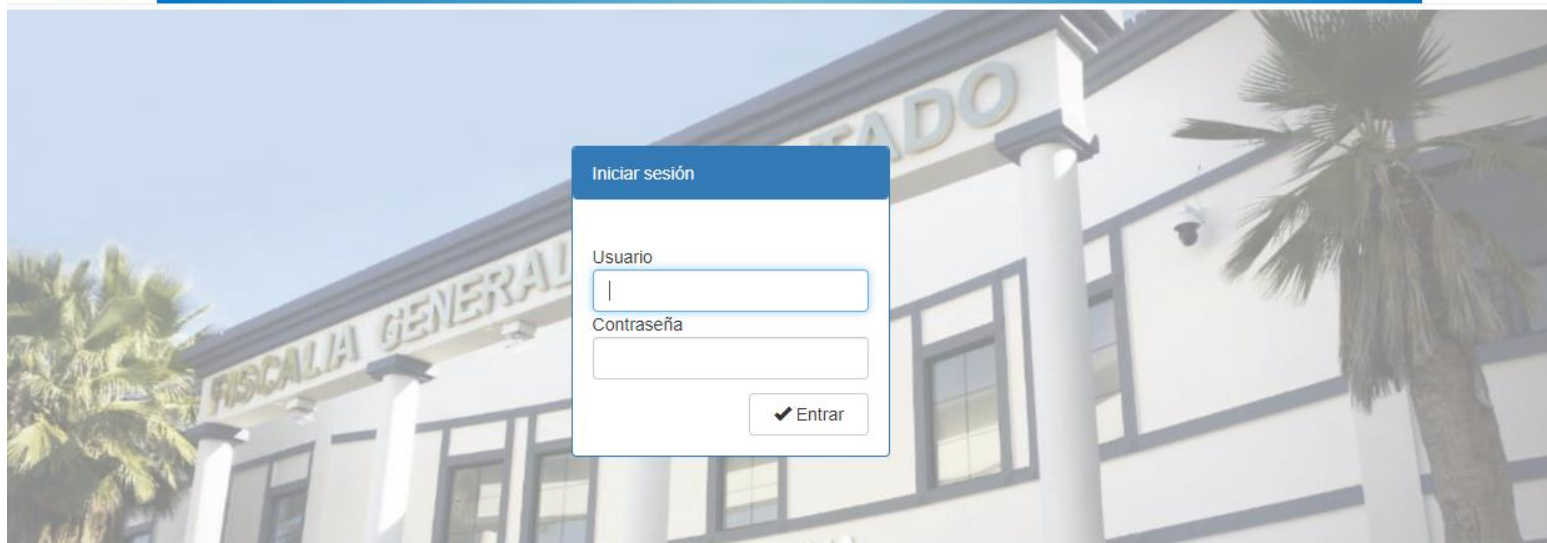 FISCALIA GENERAL
TADO
Iniciar sesión
Usuario
Contraseña
Entrar